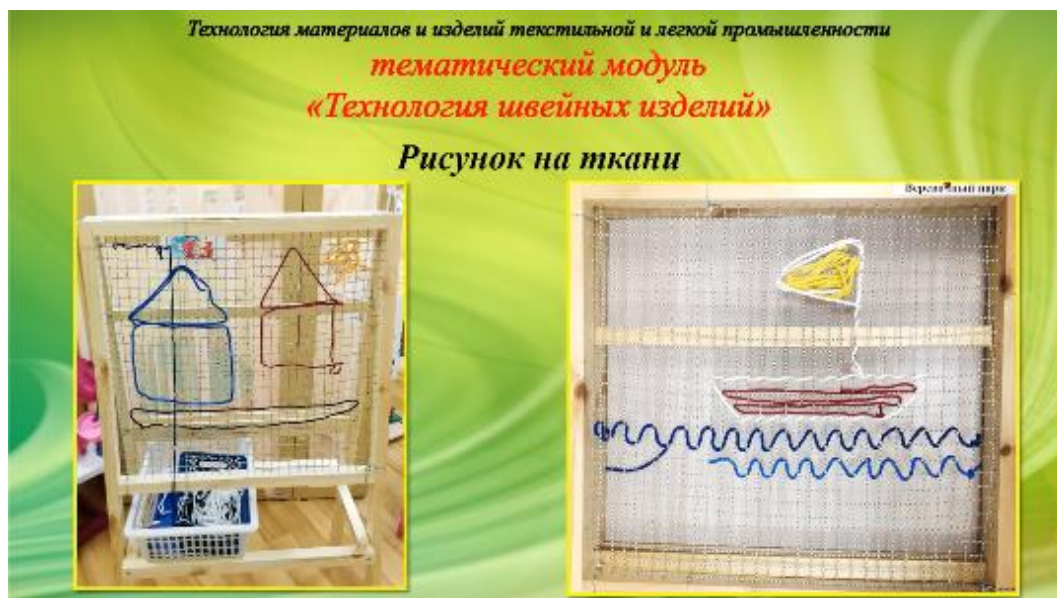 Технология материалов и изделий текстильной и легкой промышленности
тематический модуль
«Технология швейных изделий»
Рисунок на ткани